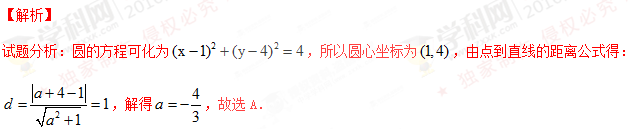 【解析】
试题分析：圆的方程可化为 (x－1)²＋(y－4)²＝4，所以圆心坐标为 (1,4)，由点到直线的距离公式得：
d = |a+4−1| / √(a²+1) = 1，解得 a = −4/3，故选 A．